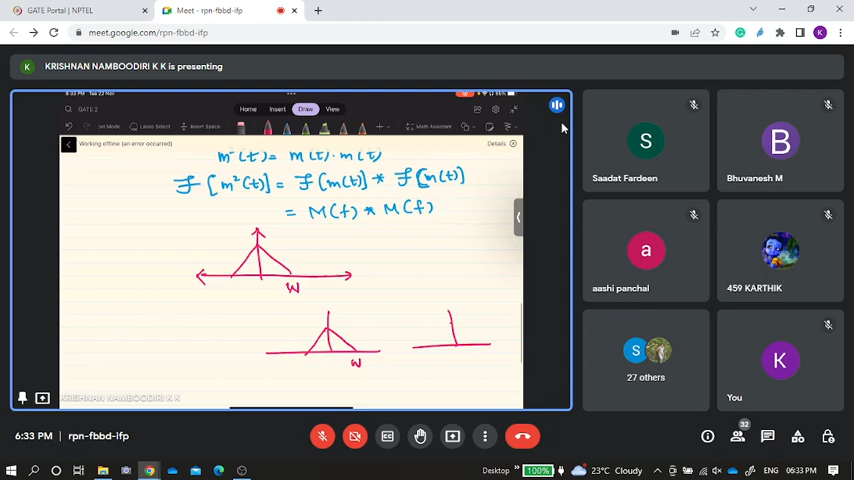 GATE Portal | NPTEL
Meet - rpn-fbbd-ifp
meet.google.com/rpn-fbbd-ifp
K
K KRISHNAN NAMBOODIRI K K is presenting
GATE 2
Home Insert Draw View
Lasso Select Insert Space Math Assistant
Working offline (an error occurred) Details
m²(t) = m(t) . m(t)
ℱ[m²(t)] = ℱ[m(t)] * ℱ[m(t)]
= M(f) * M(f)
W
W
KRISHNAN NAMBOODIRI K K
S
Saadat Fardeen
B
Bhuvanesh M
a
aashi panchal
459 KARTHIK
S
27 others
K
You
6:33 PM | rpn-fbbd-ifp
32
Desktop 100% 23°C Cloudy ENG 06:33 PM